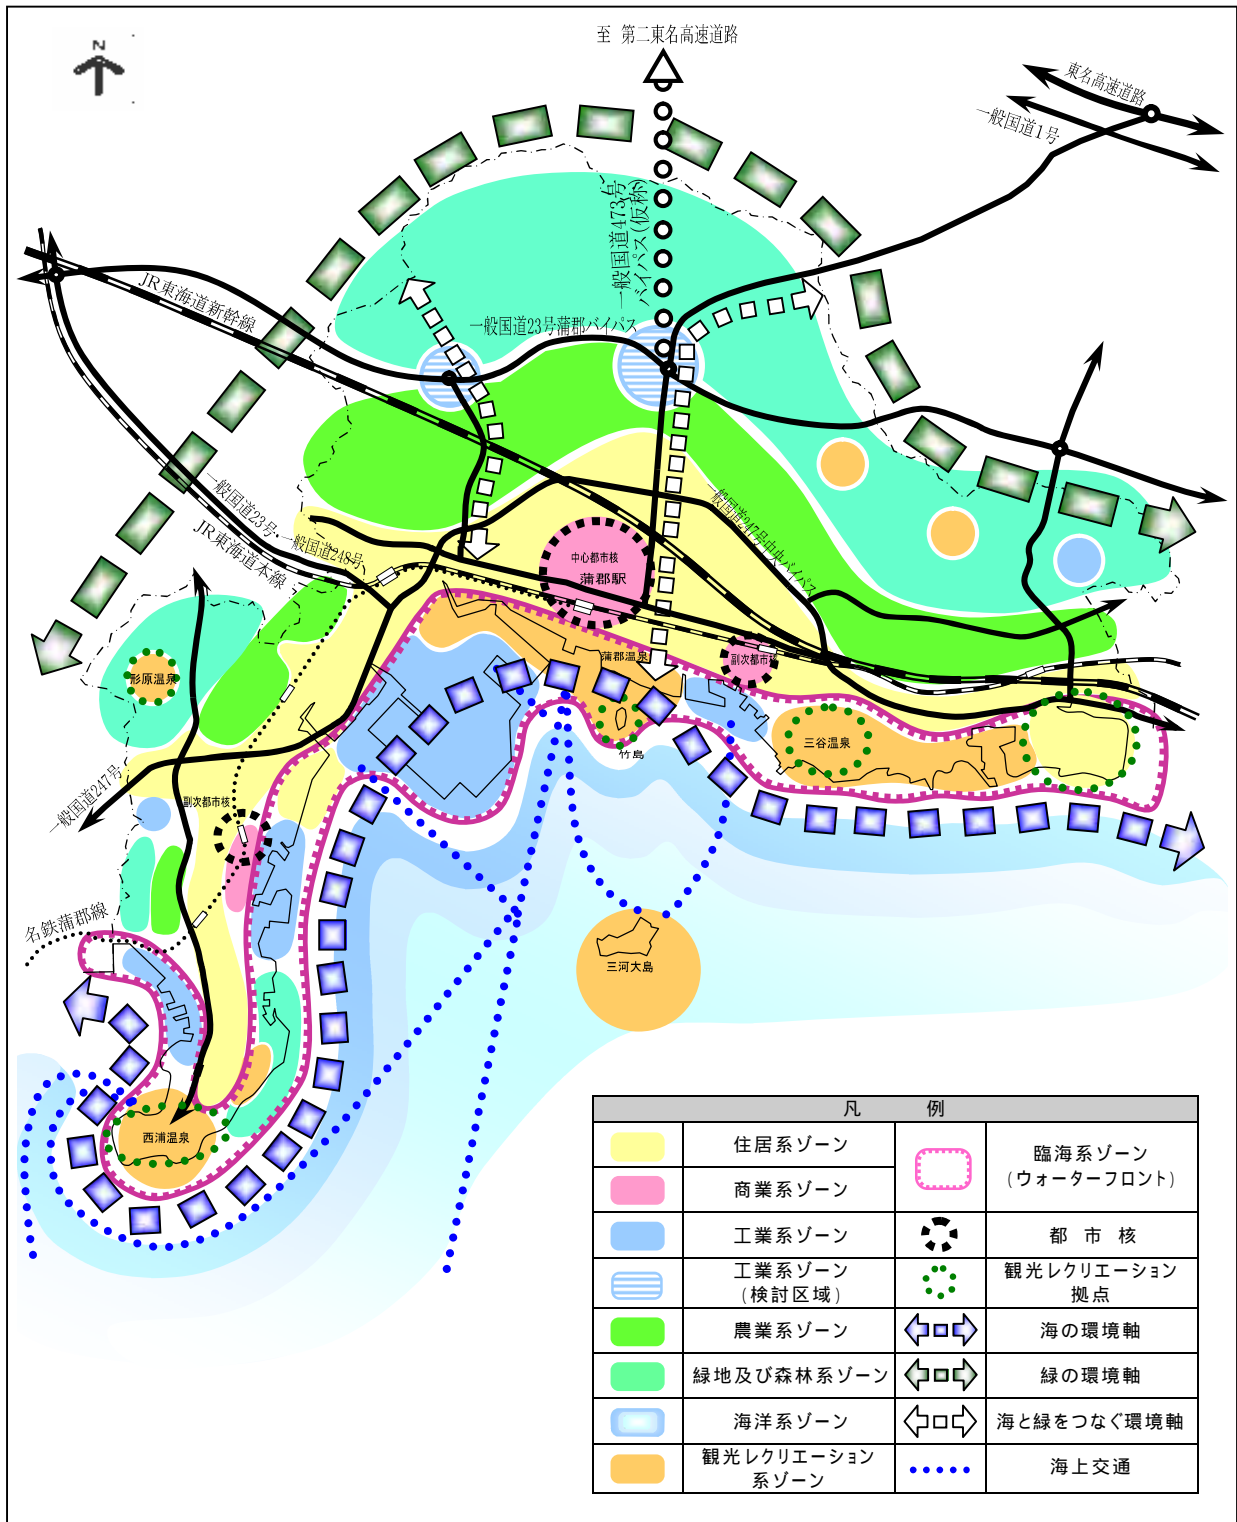 至 第二東名高速道路
N
東名高速道路
一般国道1号
一般国道473号
バイパス(仮称)
JR東海道新幹線
一般国道23号蒲郡バイパス
一般国道23号・一般国道248号
JR東海道本線
一般国道247号中央バイパス
中心都市核
蒲郡駅
蒲郡温泉
副次都市核
形原温泉
竹島
三谷温泉
一般国道247号
副次都市核
名鉄蒲郡線
三河大島
西浦温泉
凡 例
住居系ゾーン
商業系ゾーン
工業系ゾーン
工業系ゾーン
(検討区域)
農業系ゾーン
緑地及び森林系ゾーン
海洋系ゾーン
観光レクリエーション
系ゾーン
臨海系ゾーン
(ウォーターフロント)
都 市 核
観光レクリエーション
拠点
海の環境軸
緑の環境軸
海と緑をつなぐ環境軸
海上交通